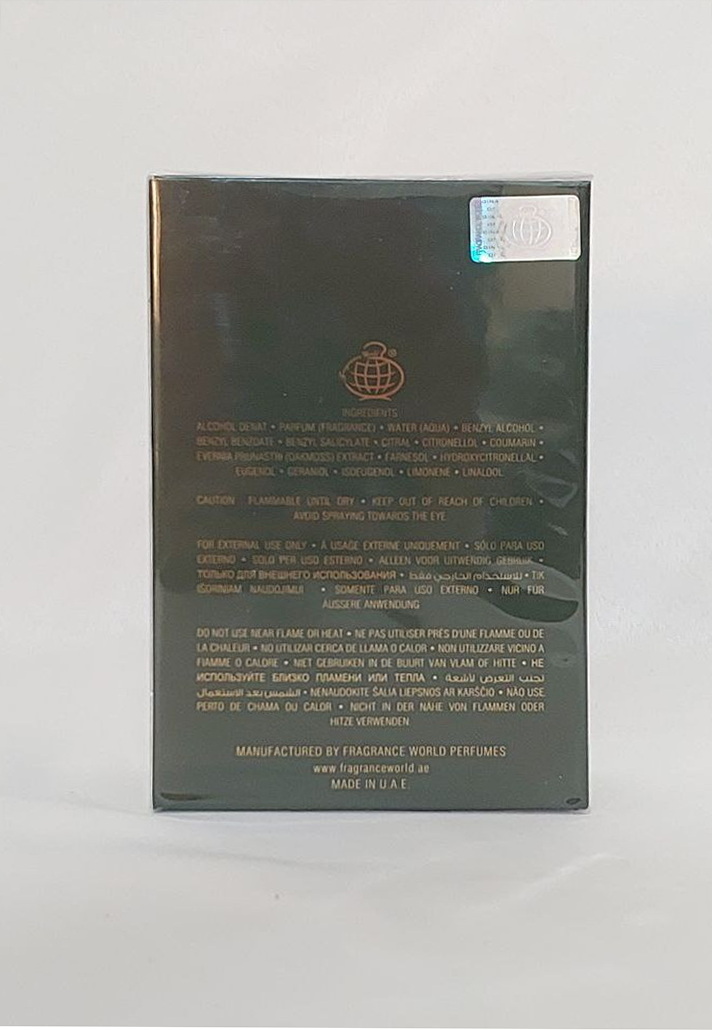 ®
INGREDIENTS
ALCOHOL DENAT • PARFUM (FRAGRANCE) • WATER (AQUA) • BENZYL ALCOHOL •
BENZYL BENZOATE • BENZYL SALICYLATE • CITRAL • CITRONELLOL • COUMARIN •
EVERNIA PRUNASTRI (OAKMOSS) EXTRACT • FARNESOL • HYDROXYCITRONELLAL •
EUGENOL • GERANIOL • ISOEUGENOL • LIMONENE • LINALOOL
CAUTION FLAMMABLE UNTIL DRY • KEEP OUT OF REACH OF CHILDREN •
AVOID SPRAYING TOWARDS THE EYE
FOR EXTERNAL USE ONLY • À USAGE EXTERNE UNIQUEMENT • SÓLO PARA USO
EXTERNO • SOLO PER USO ESTERNO • ALLEEN VOOR UITWENDIG GEBRUIK •
ТОЛЬКО ДЛЯ ВНЕШНЕГО ИСПОЛЬЗОВАНИЯ • للاستخدام الخارجي فقط • TIK
IŠORINIAM NAUDOJIMUI • SOMENTE PARA USO EXTERNO • NUR FÜR
ÄUSSERE ANWENDUNG
DO NOT USE NEAR FLAME OR HEAT • NE PAS UTILISER PRÈS D'UNE FLAMME OU DE
LA CHALEUR • NO UTILIZAR CERCA DE LLAMA O CALOR • NON UTILIZZARE VICINO A
FIAMME O CALORE • NIET GEBRUIKEN IN DE BUURT VAN VLAM OF HITTE • НЕ
ИСПОЛЬЗУЙТЕ БЛИЗКО ПЛАМЕНИ ИЛИ ТЕПЛА • تجنب التعرض لأشعة
الشمس بعد الاستعمال • NENAUDOKITE ŠALIA LIEPSNOS AR KARŠČIO • NÃO USE
PERTO DE CHAMA OU CALOR • NICHT IN DER NÄHE VON FLAMMEN ODER
HITZE VERWENDEN
MANUFACTURED BY FRAGRANCE WORLD PERFUMES
www.fragranceworld.ae
MADE IN U.A.E.